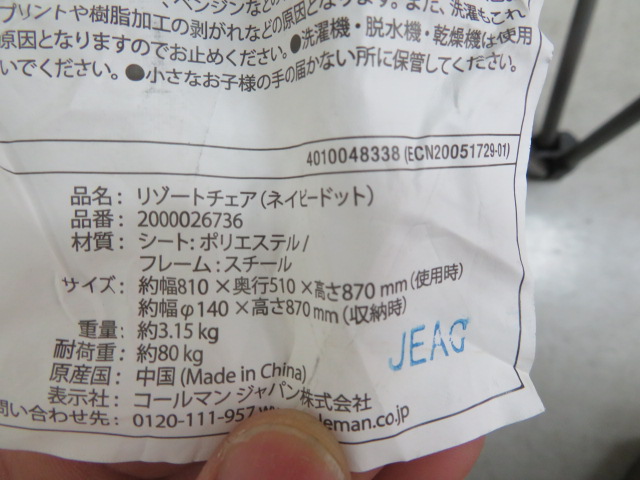 ベンジンなどの
プリントや樹脂加工の剥がれなどの原因となります。また、洗濯もこれ
原因となりますのでお止めください。●洗濯機・脱水機・乾燥機は使用
いでください。●小さなお子様の手の届かない所に保管してください。
4010048338 (ECN20051729-01)
品名: リゾートチェア(ネイビードット)
品番: 2000026736
材質: シート:ポリエステル/
フレーム:スチール
サイズ: 約幅810×奥行510×高さ870mm(使用時)
約幅φ140×高さ870mm(収納時)
重量: 約3.15kg
耐荷重: 約80kg
原産国: 中国(Made in China)
表示社: コールマン ジャパン株式会社
問い合わせ先: 0120-111-957 leman.co.jp
JEAG